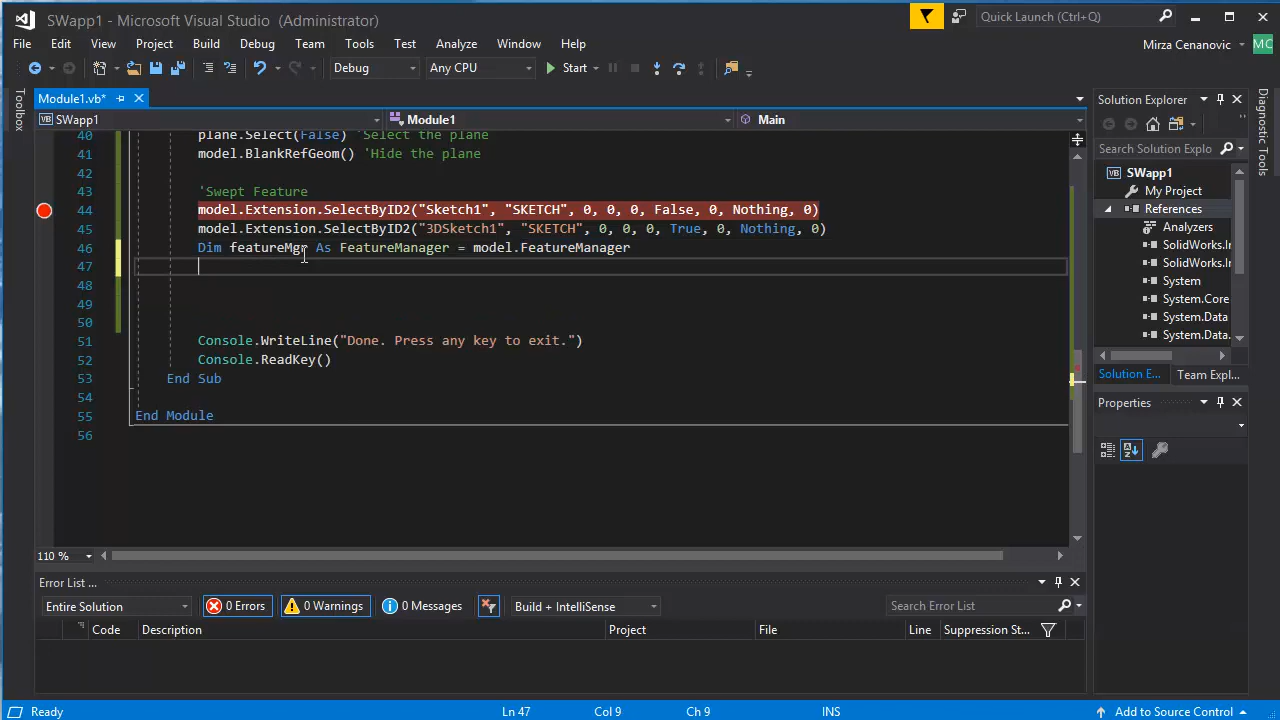 SWapp1 - Microsoft Visual Studio (Administrator)
Quick Launch (Ctrl+Q)
File Edit View Project Build Debug Team Tools Test Analyze Window Help
Mirza Cenanovic MC
Debug Any CPU Start
Toolbox
Module1.vb*
SWapp1 Module1 Main
40 plane.Select(False) 'Select the plane
41 model.BlankRefGeom() 'Hide the plane
42
43 'Swept Feature
44 model.Extension.SelectByID2("Sketch1", "SKETCH", 0, 0, 0, False, 0, Nothing, 0)
45 model.Extension.SelectByID2("3DSketch1", "SKETCH", 0, 0, 0, True, 0, Nothing, 0)
46 Dim featureMgr As FeatureManager = model.FeatureManager
47
48
49
50
51 Console.WriteLine("Done. Press any key to exit.")
52 Console.ReadKey()
53 End Sub
54
55 End Module
56
110 %
Solution Explorer
Search Solution Explo
SWapp1
My Project
References
Analyzers
SolidWorks.In
SolidWorks.In
System
System.Core
System.Data
System.Data.
Solution E... Team Expl...
Properties
Diagnostic Tools
Error List ...
Entire Solution 0 Errors 0 Warnings 0 Messages Build + IntelliSense Search Error List
Code Description Project File Line Suppression St...
Ready Ln 47 Col 9 Ch 9 INS Add to Source Control